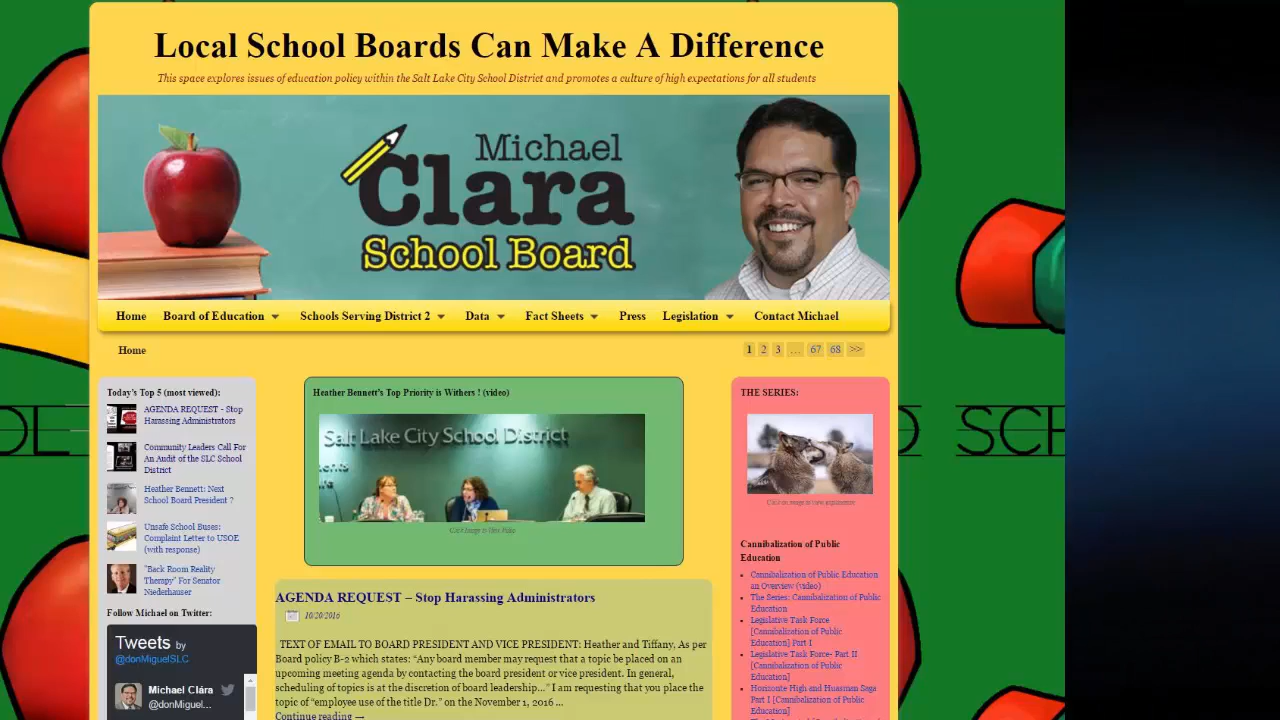 Local School Boards Can Make A Difference
This space explores issues of education policy within the Salt Lake City School District and promotes a culture of high expectations for all students
Michael
Clara
School Board
Home Board of Education Schools Serving District 2 Data Fact Sheets Press Legislation Contact Michael
Home
1 2 3 … 67 68 >>
Today's Top 5 (most viewed):
AGENDA REQUEST - Stop
Harassing Administrators
Community Leaders Call For
An Audit of the SLC School
District
Heather Bennett: Next
School Board President ?
Unsafe School Buses:
Complaint Letter to USOE
(with response)
"Back Room Reality
Therapy" For Senator
Niederhauser
Follow Michael on Twitter:
Tweets by
@donMiguelSLC
Michael Clára
@donMiguel...
Heather Bennett's Top Priority is Withers ! (video)
Salt Lake City School District
Click Image to View Video
AGENDA REQUEST – Stop Harassing Administrators
10/20/2016
TEXT OF EMAIL TO BOARD PRESIDENT AND VICE PRESIDENT: Heather and Tiffany, As per
Board policy B-2 which states: “Any board member may request that a topic be placed on an
upcoming meeting agenda by contacting the board president or vice president. In general,
scheduling of topics is at the discretion of board leadership…” I am requesting that you place the
topic of “employee use of the title Dr.” on the November 1, 2016 …
Continue reading →
THE SERIES:
Click on image to view explanation
Cannibalization of Public
Education
Cannibalization of Public Education
an Overview (video)
The Series: Cannibalization of Public
Education
Legislative Task Force
[Cannibalization of Public
Education] Part I
Legislative Task Force- Part II
[Cannibalization of Public
Education]
Horizonte High and Huasman Saga
Part I [Cannibalization of Public
Education]